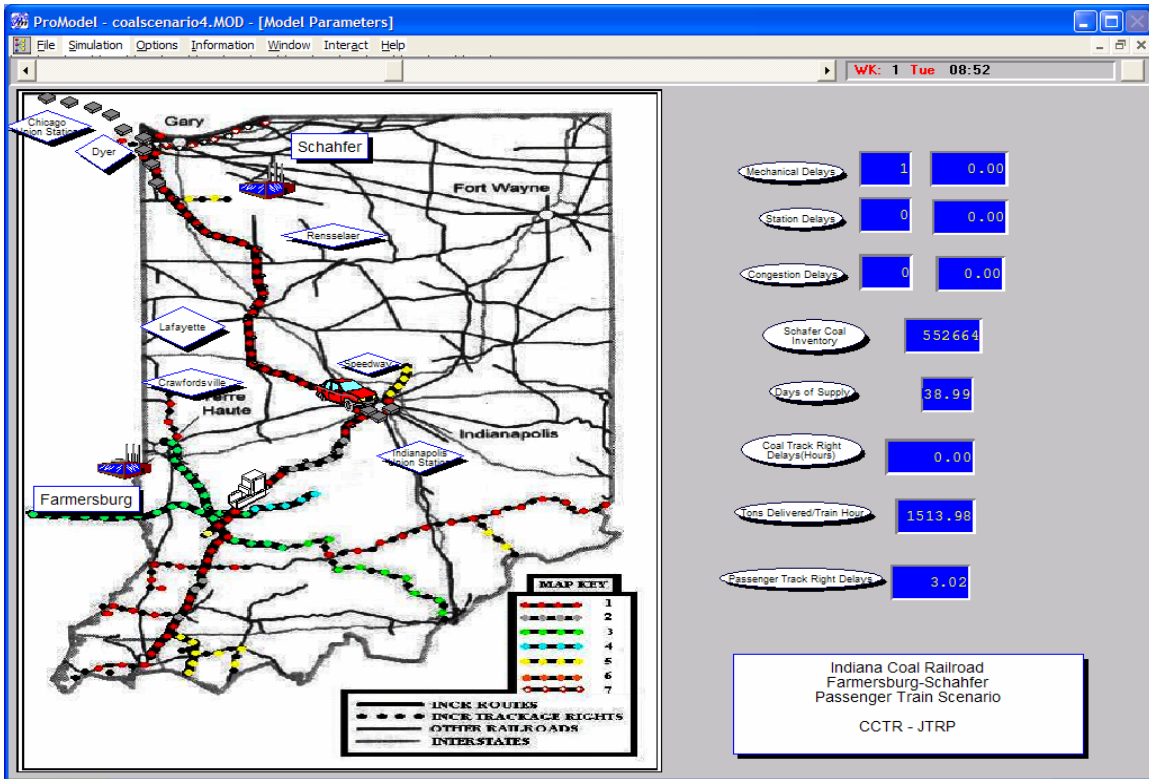 ProModel - coalscenario4.MOD - [Model Parameters]
File Simulation Options Information Window Interact Help
WK: 1 Tue 08:52
Chicago
Union Station
Dyer
Gary
Schahfer
Fort Wayne
Rensselaer
Lafayette
Crawfordsville
Terre
Haute
Speedway
Indianapolis
Indianapolis
Union Station
Farmersburg
MAP KEY
1
2
3
4
5
6
7
INCR ROUTES
INCR TRACKAGE RIGHTS
OTHER RAILROADS
INTERSTATES
Mechanical Delays 1 0.00
Station Delays 0 0.00
Congestion Delays 0 0.00
Schafer Coal
Inventory
552664
Days of Supply 38.99
Coal Track Right
Delays(Hours)
0.00
Tons Delivered/Train Hour 1513.98
Passenger Track Right Delays 3.02
Indiana Coal Railroad
Farmersburg-Schahfer
Passenger Train Scenario
CCTR - JTRP